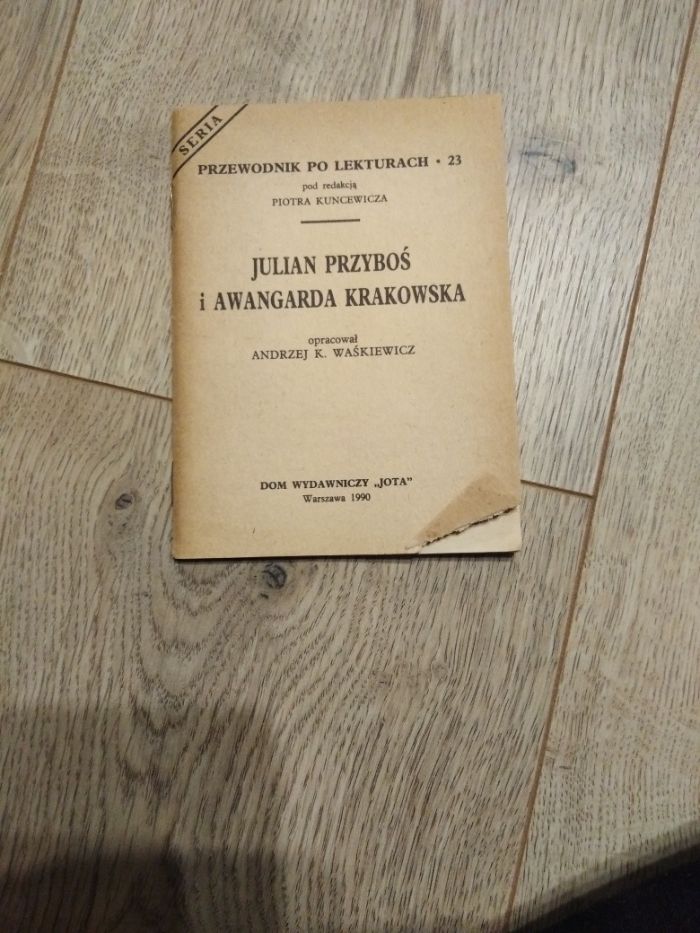 SERIA
PRZEWODNIK PO LEKTURACH • 23
pod redakcją
PIOTRA KUNCEWICZA
JULIAN PRZYBOŚ
i AWANGARDA KRAKOWSKA
opracował
ANDRZEJ K. WAŚKIEWICZ
DOM WYDAWNICZY „JOTA”
Warszawa 1990